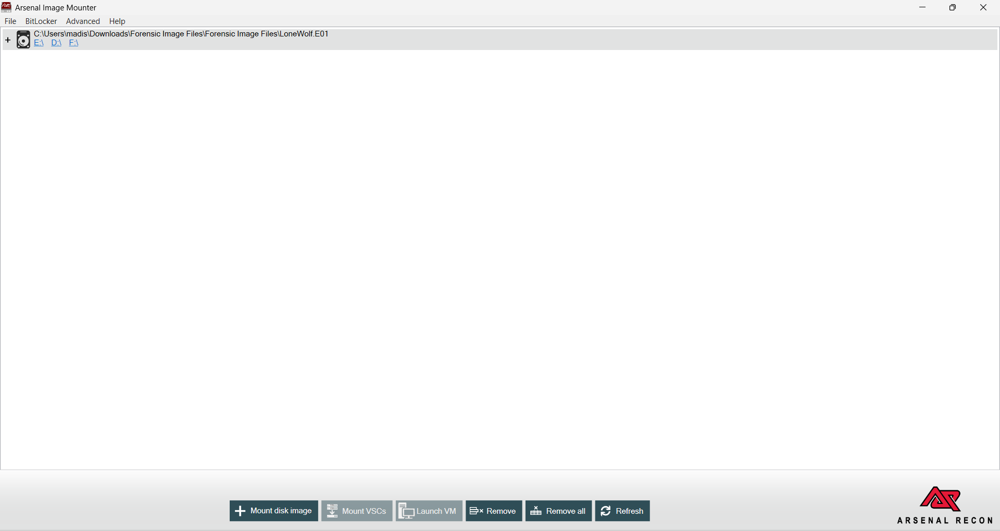 Arsenal Image Mounter
File BitLocker Advanced Help
+ C:\Users\madis\Downloads\Forensic Image Files\Forensic Image Files\LoneWolf.E01
E:\ D:\ F:\
Mount disk image Mount VSCs Launch VM Remove Remove all Refresh
ARSENAL RECON